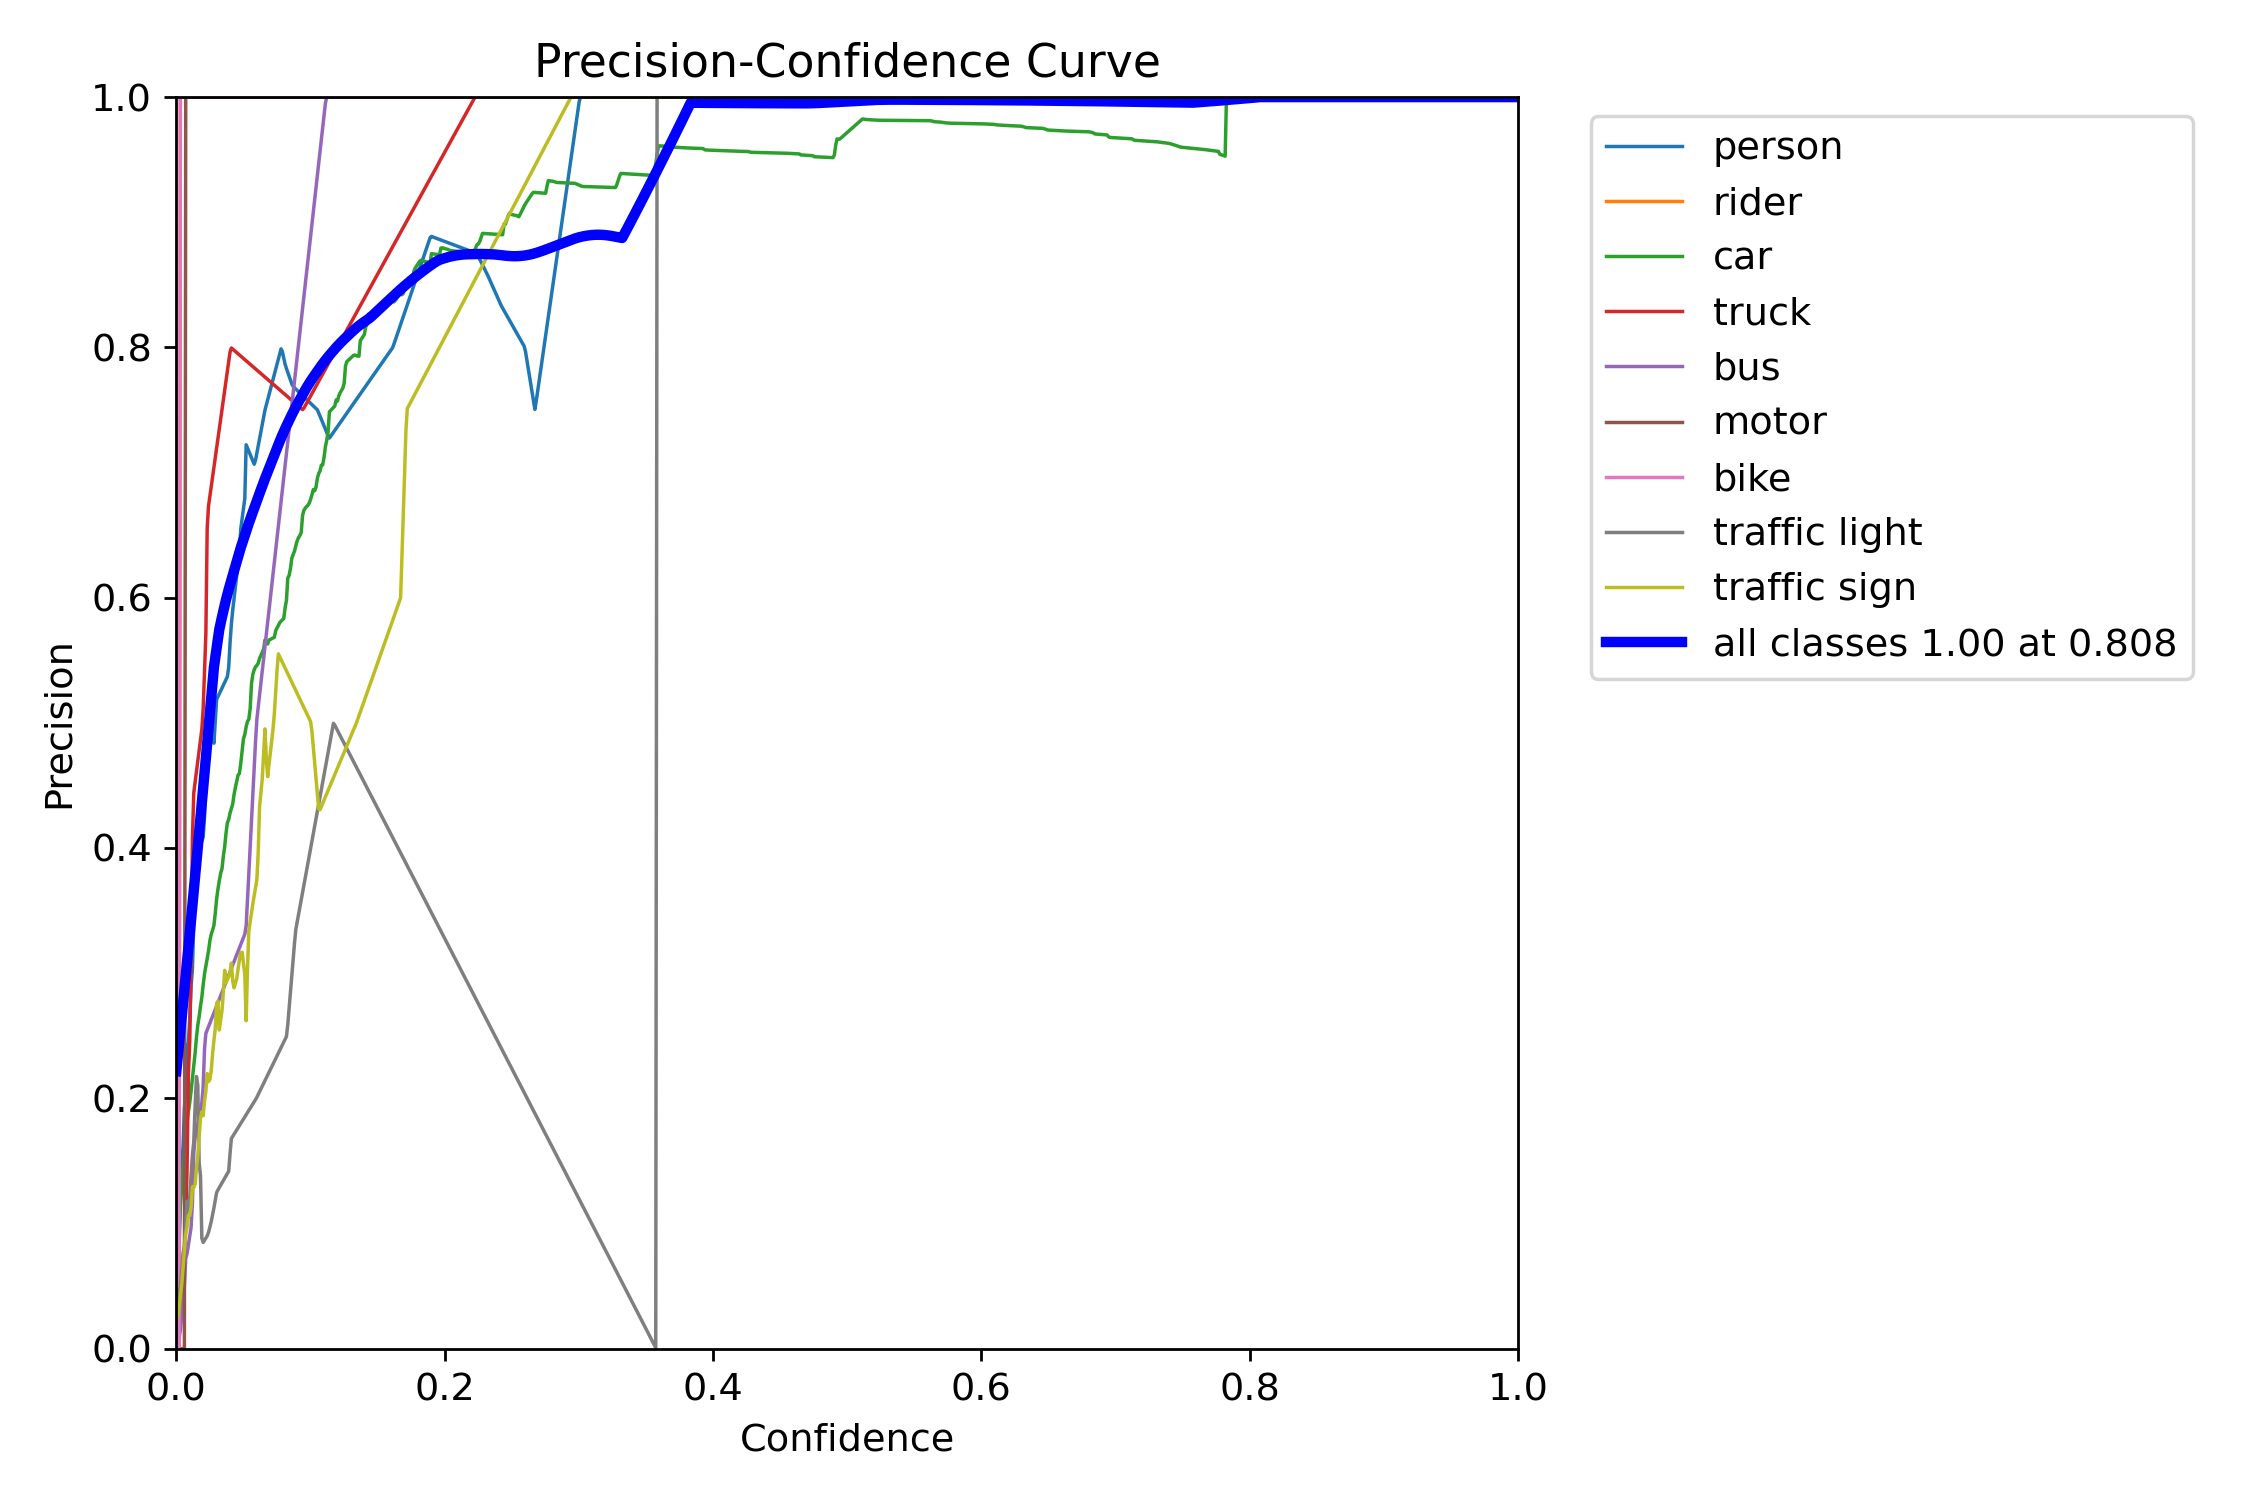 Precision-Confidence Curve
1.0
0.8
0.6
0.4
0.2
0.0
Precision
0.0 0.2 0.4 0.6 0.8 1.0
Confidence
person
rider
car
truck
bus
motor
bike
traffic light
traffic sign
all classes 1.00 at 0.808